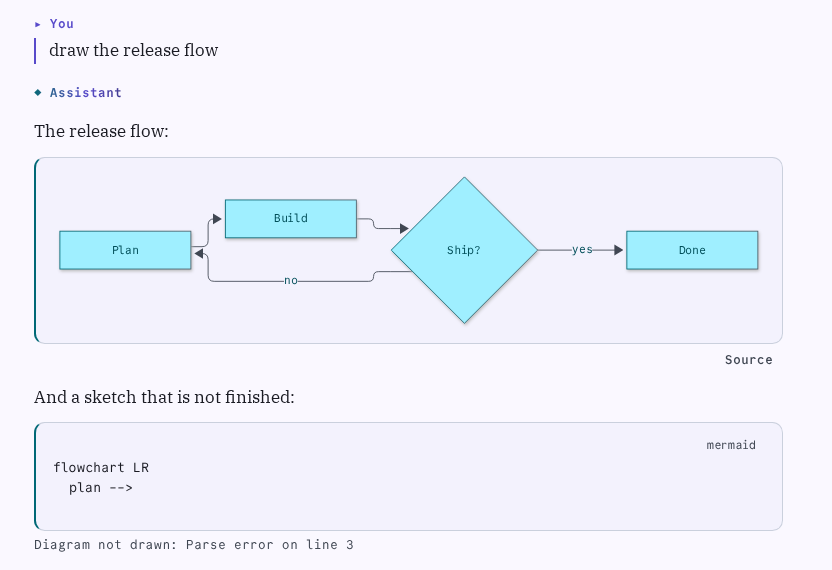 ▸ You
draw the release flow
◆ Assistant
The release flow:
Plan
Build
Ship?
yes
Done
no
Source
And a sketch that is not finished:
mermaid
flowchart LR
  plan -->
Diagram not drawn: Parse error on line 3